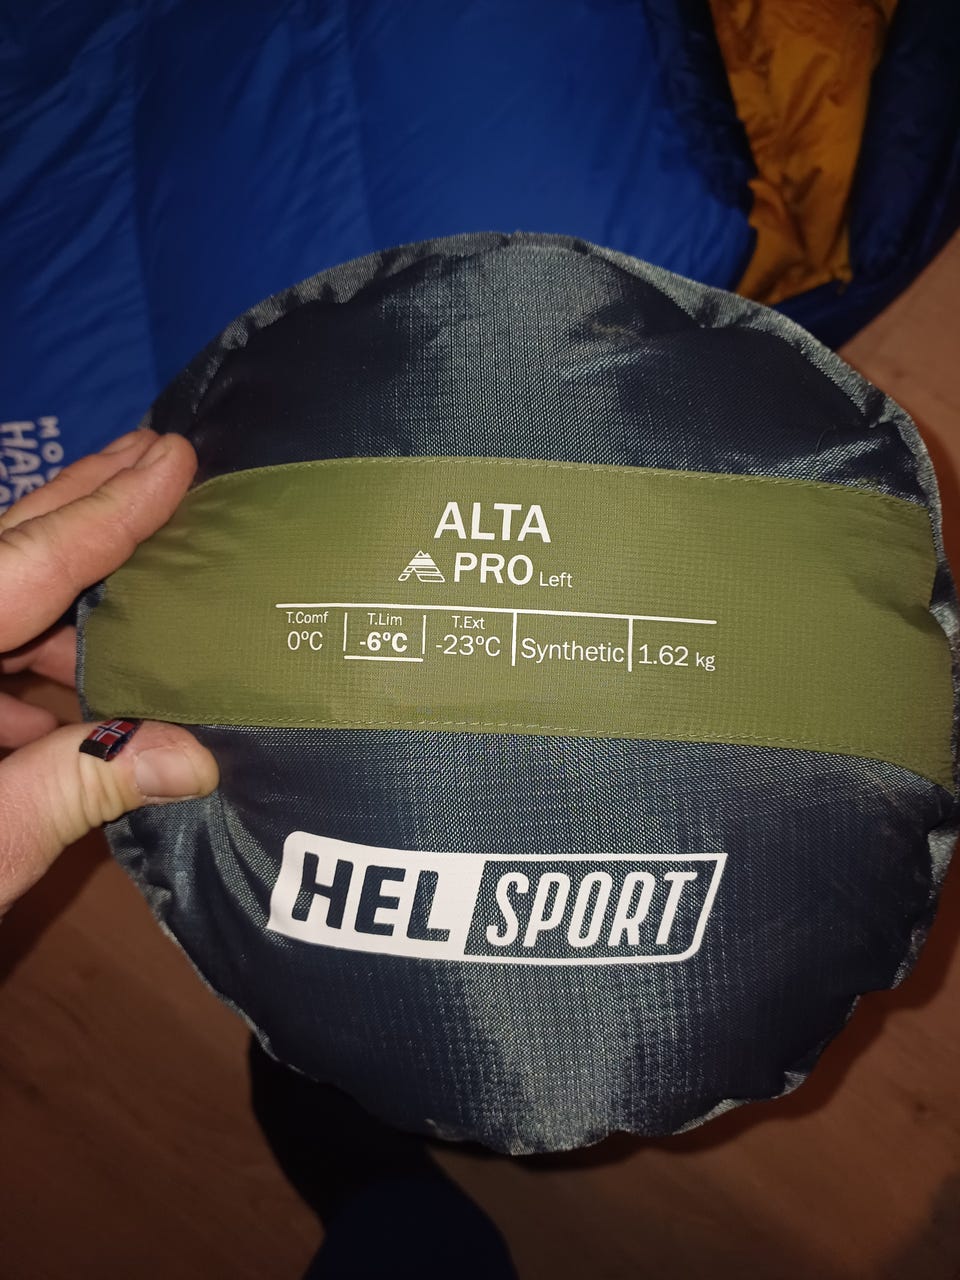 ALTA
PRO Left
T.Comf T.Lim T.Ext
0°C -6°C -23°C Synthetic 1.62 kg
HEL SPORT